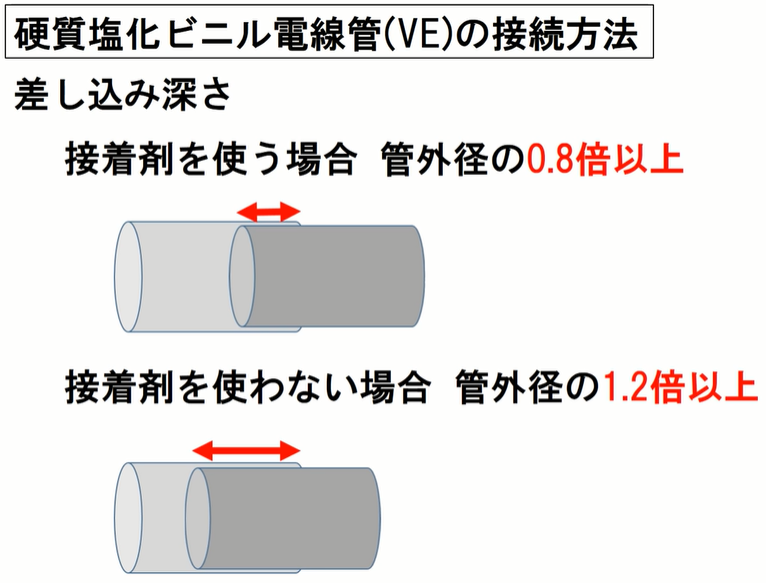 硬質塩化ビニル電線管(VE)の接続方法
差し込み深さ
接着剤を使う場合 管外径の0.8倍以上
接着剤を使わない場合 管外径の1.2倍以上